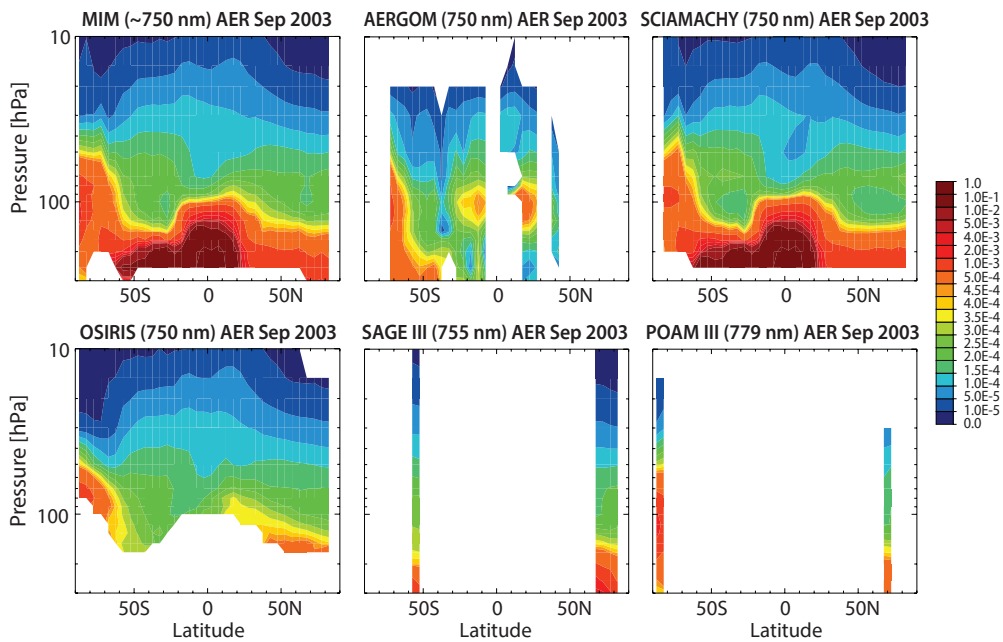 MIM (~750 nm) AER Sep 2003
AERGOM (750 nm) AER Sep 2003
SCIAMACHY (750 nm) AER Sep 2003
10
100
Pressure [hPa]
50S 0 50N
50S 0 50N
50S 0 50N
OSIRIS (750 nm) AER Sep 2003
SAGE III (755 nm) AER Sep 2003
POAM III (779 nm) AER Sep 2003
10
100
Pressure [hPa]
50S 0 50N
50S 0 50N
50S 0 50N
Latitude
Latitude
Latitude
1.0
1.0E-1
1.0E-2
5.0E-3
4.0E-3
3.0E-3
2.0E-3
1.0E-3
5.0E-4
4.5E-4
4.0E-4
3.5E-4
3.0E-4
2.5E-4
2.0E-4
1.5E-4
1.0E-4
5.0E-5
1.0E-5
0.0